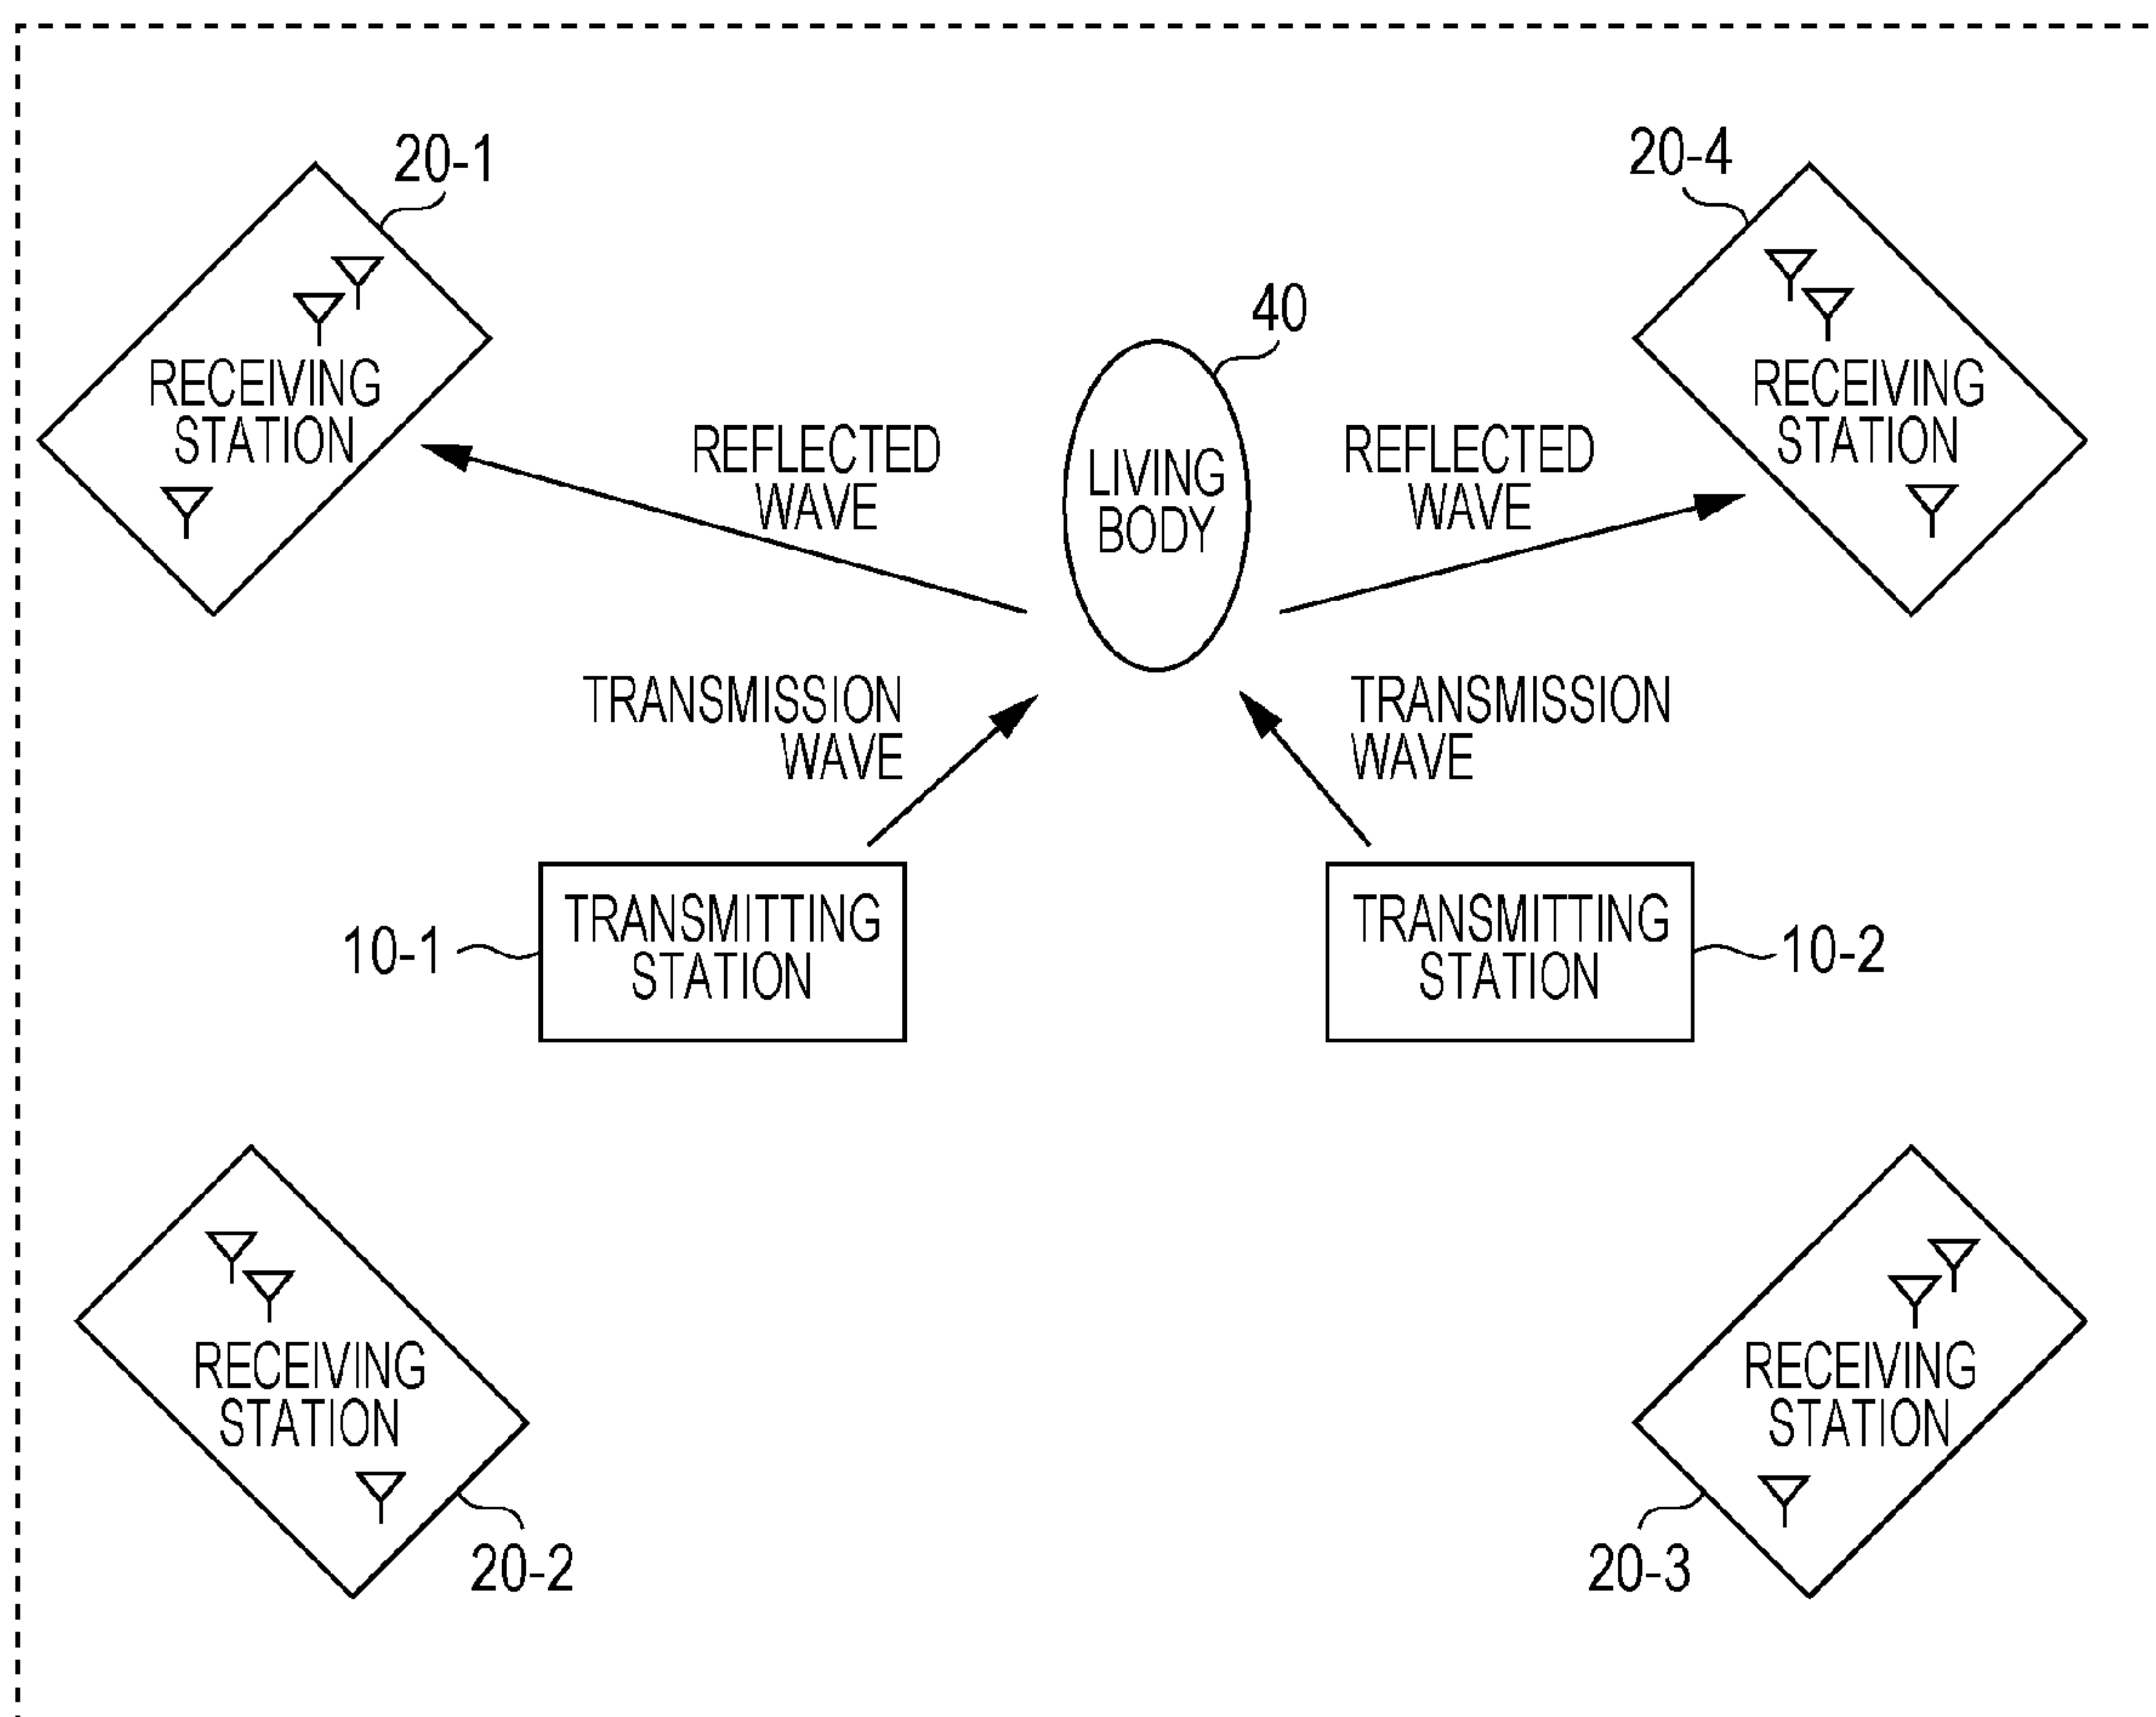 20-1
20-4
40
RECEIVING
STATION
REFLECTED
WAVE
LIVING
BODY
REFLECTED
WAVE
RECEIVING
STATION
TRANSMISSION
WAVE
TRANSMISSION
WAVE
10-1
TRANSMITTING
STATION
TRANSMITTING
STATION
10-2
RECEIVING
STATION
20-2
RECEIVING
STATION
20-3